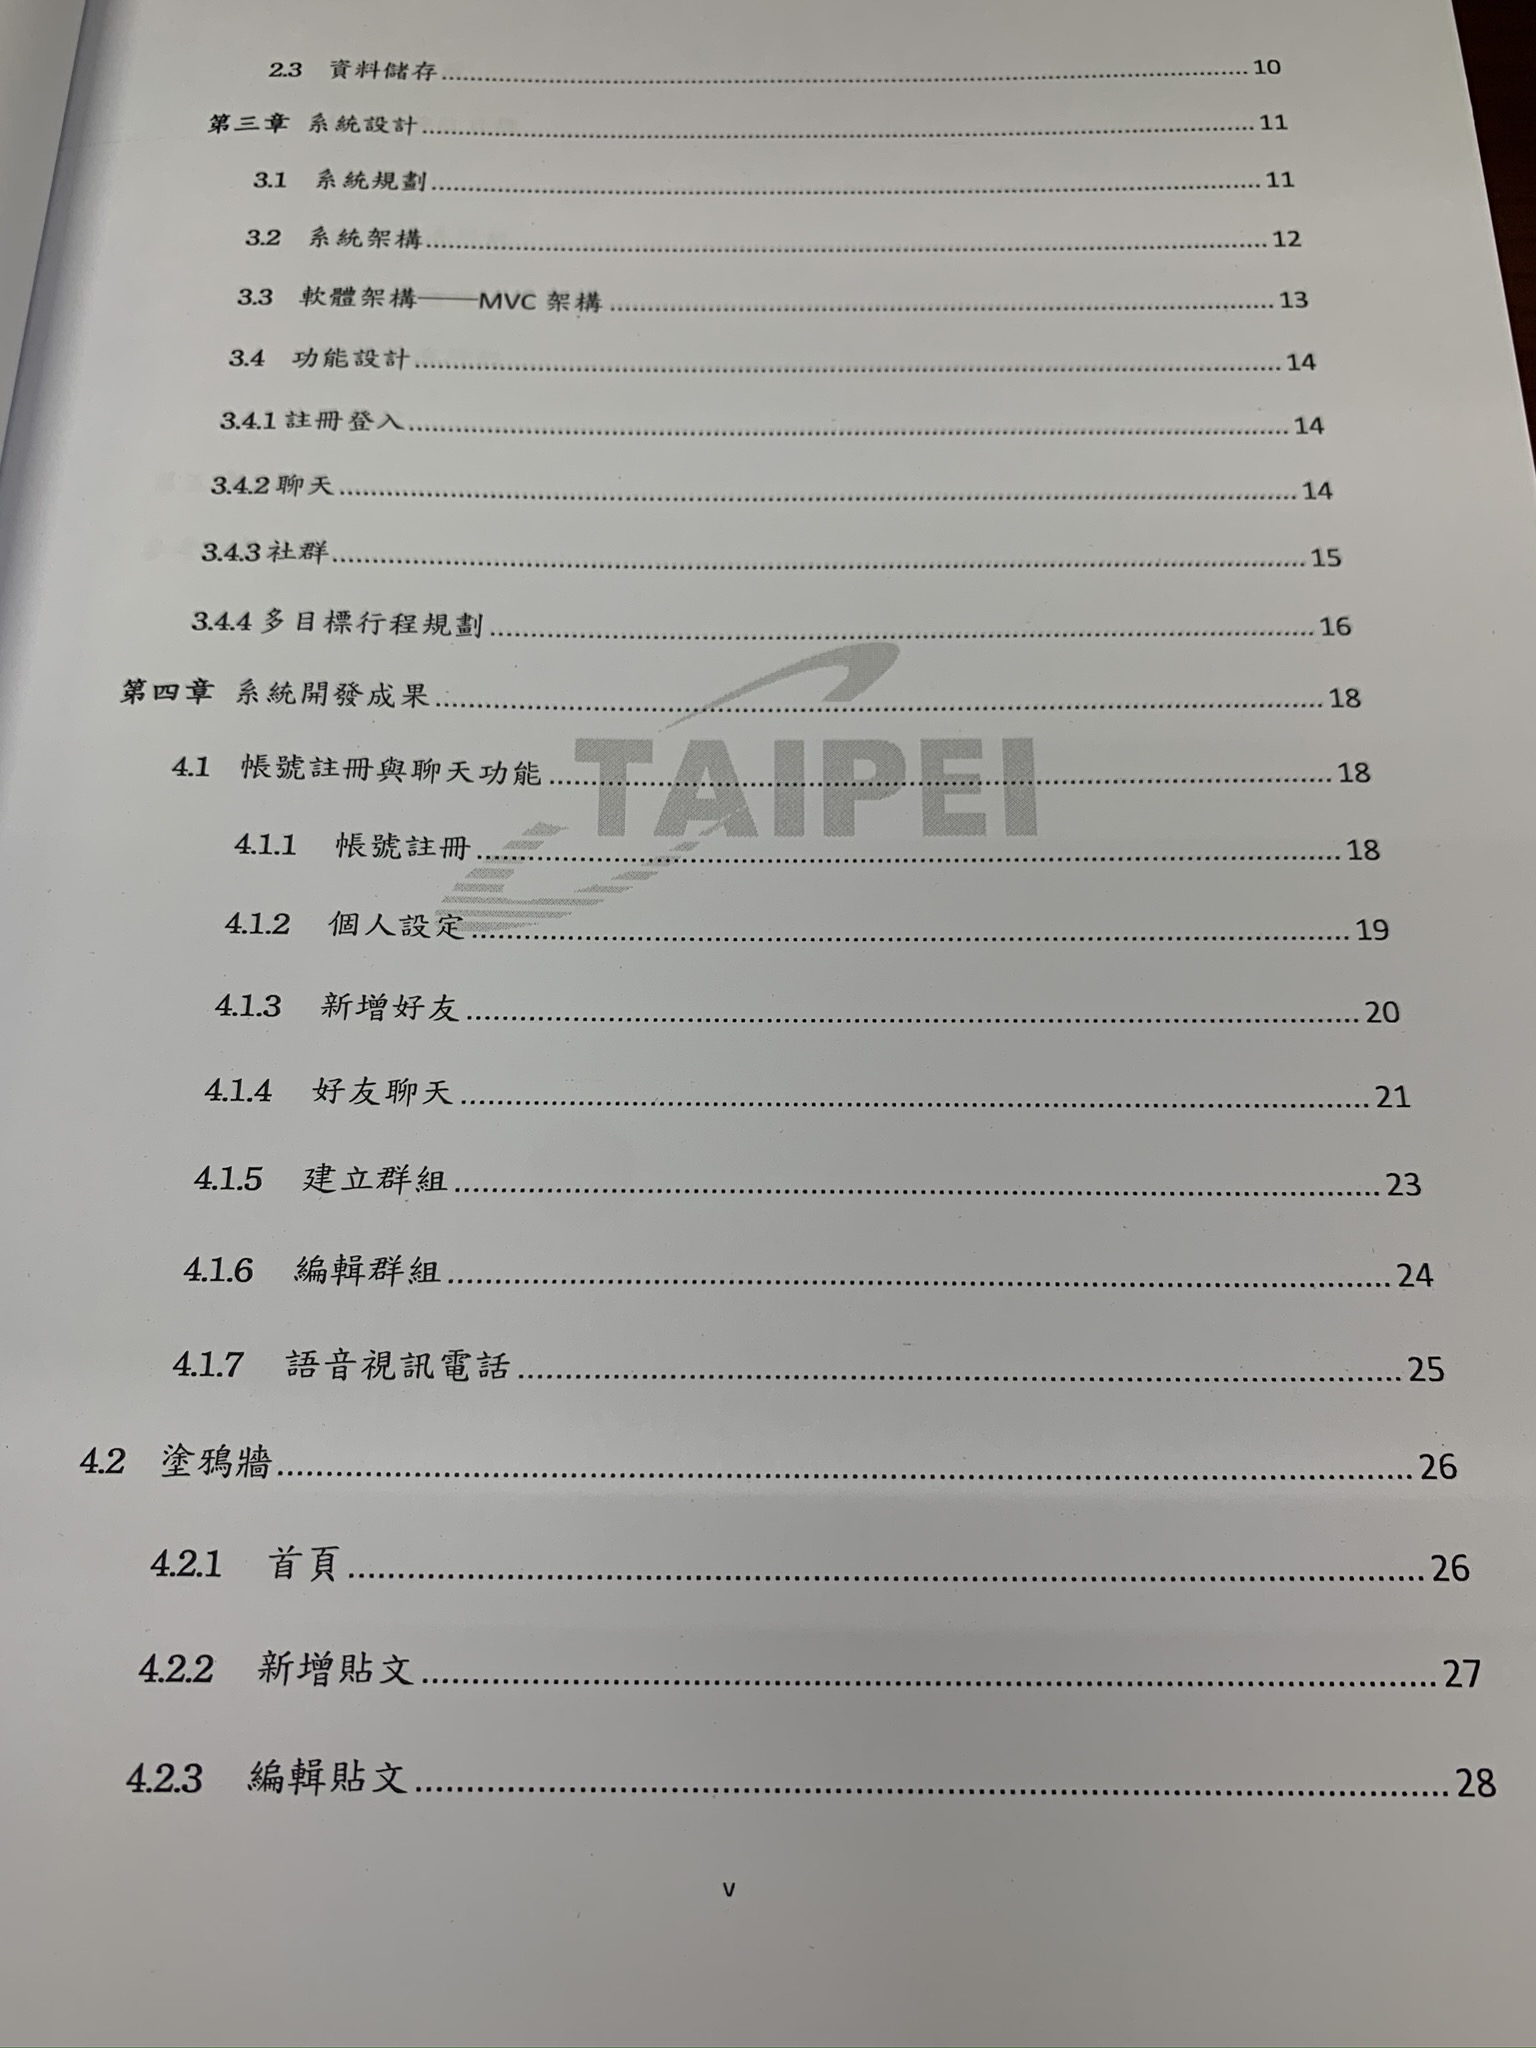 2.3 資料儲存 10
第三章 系統設計 11
3.1 系統規劃 11
3.2 系統架構 12
3.3 軟體架構——MVC 架構 13
3.4 功能設計 14
3.4.1 註冊登入 14
3.4.2 聊天 14
3.4.3 社群 15
3.4.4 多目標行程規劃 16
第四章 系統開發成果 18
TAIPEI
4.1 帳號註冊與聊天功能 18
4.1.1 帳號註冊 18
4.1.2 個人設定 19
4.1.3 新增好友 20
4.1.4 好友聊天 21
4.1.5 建立群組 23
4.1.6 編輯群組 24
4.1.7 語音視訊電話 25
4.2 塗鴉牆 26
4.2.1 首頁 26
4.2.2 新增貼文 27
4.2.3 編輯貼文 28
v